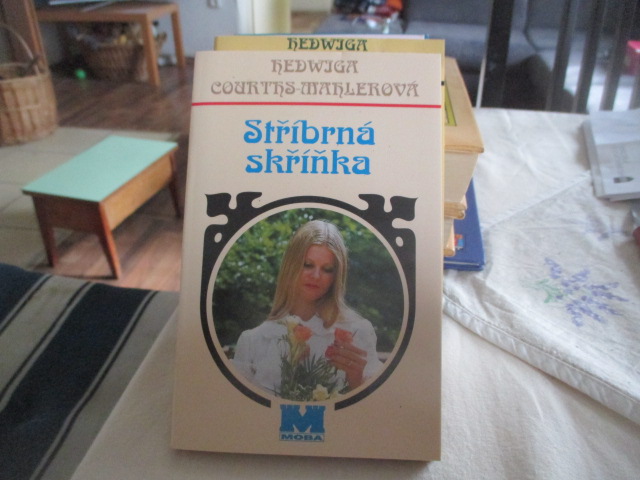 HEDWIGA
HEDWIGA
COURTHS-MAHLEROVÁ
Stříbrná
skříňka
M
MOBA